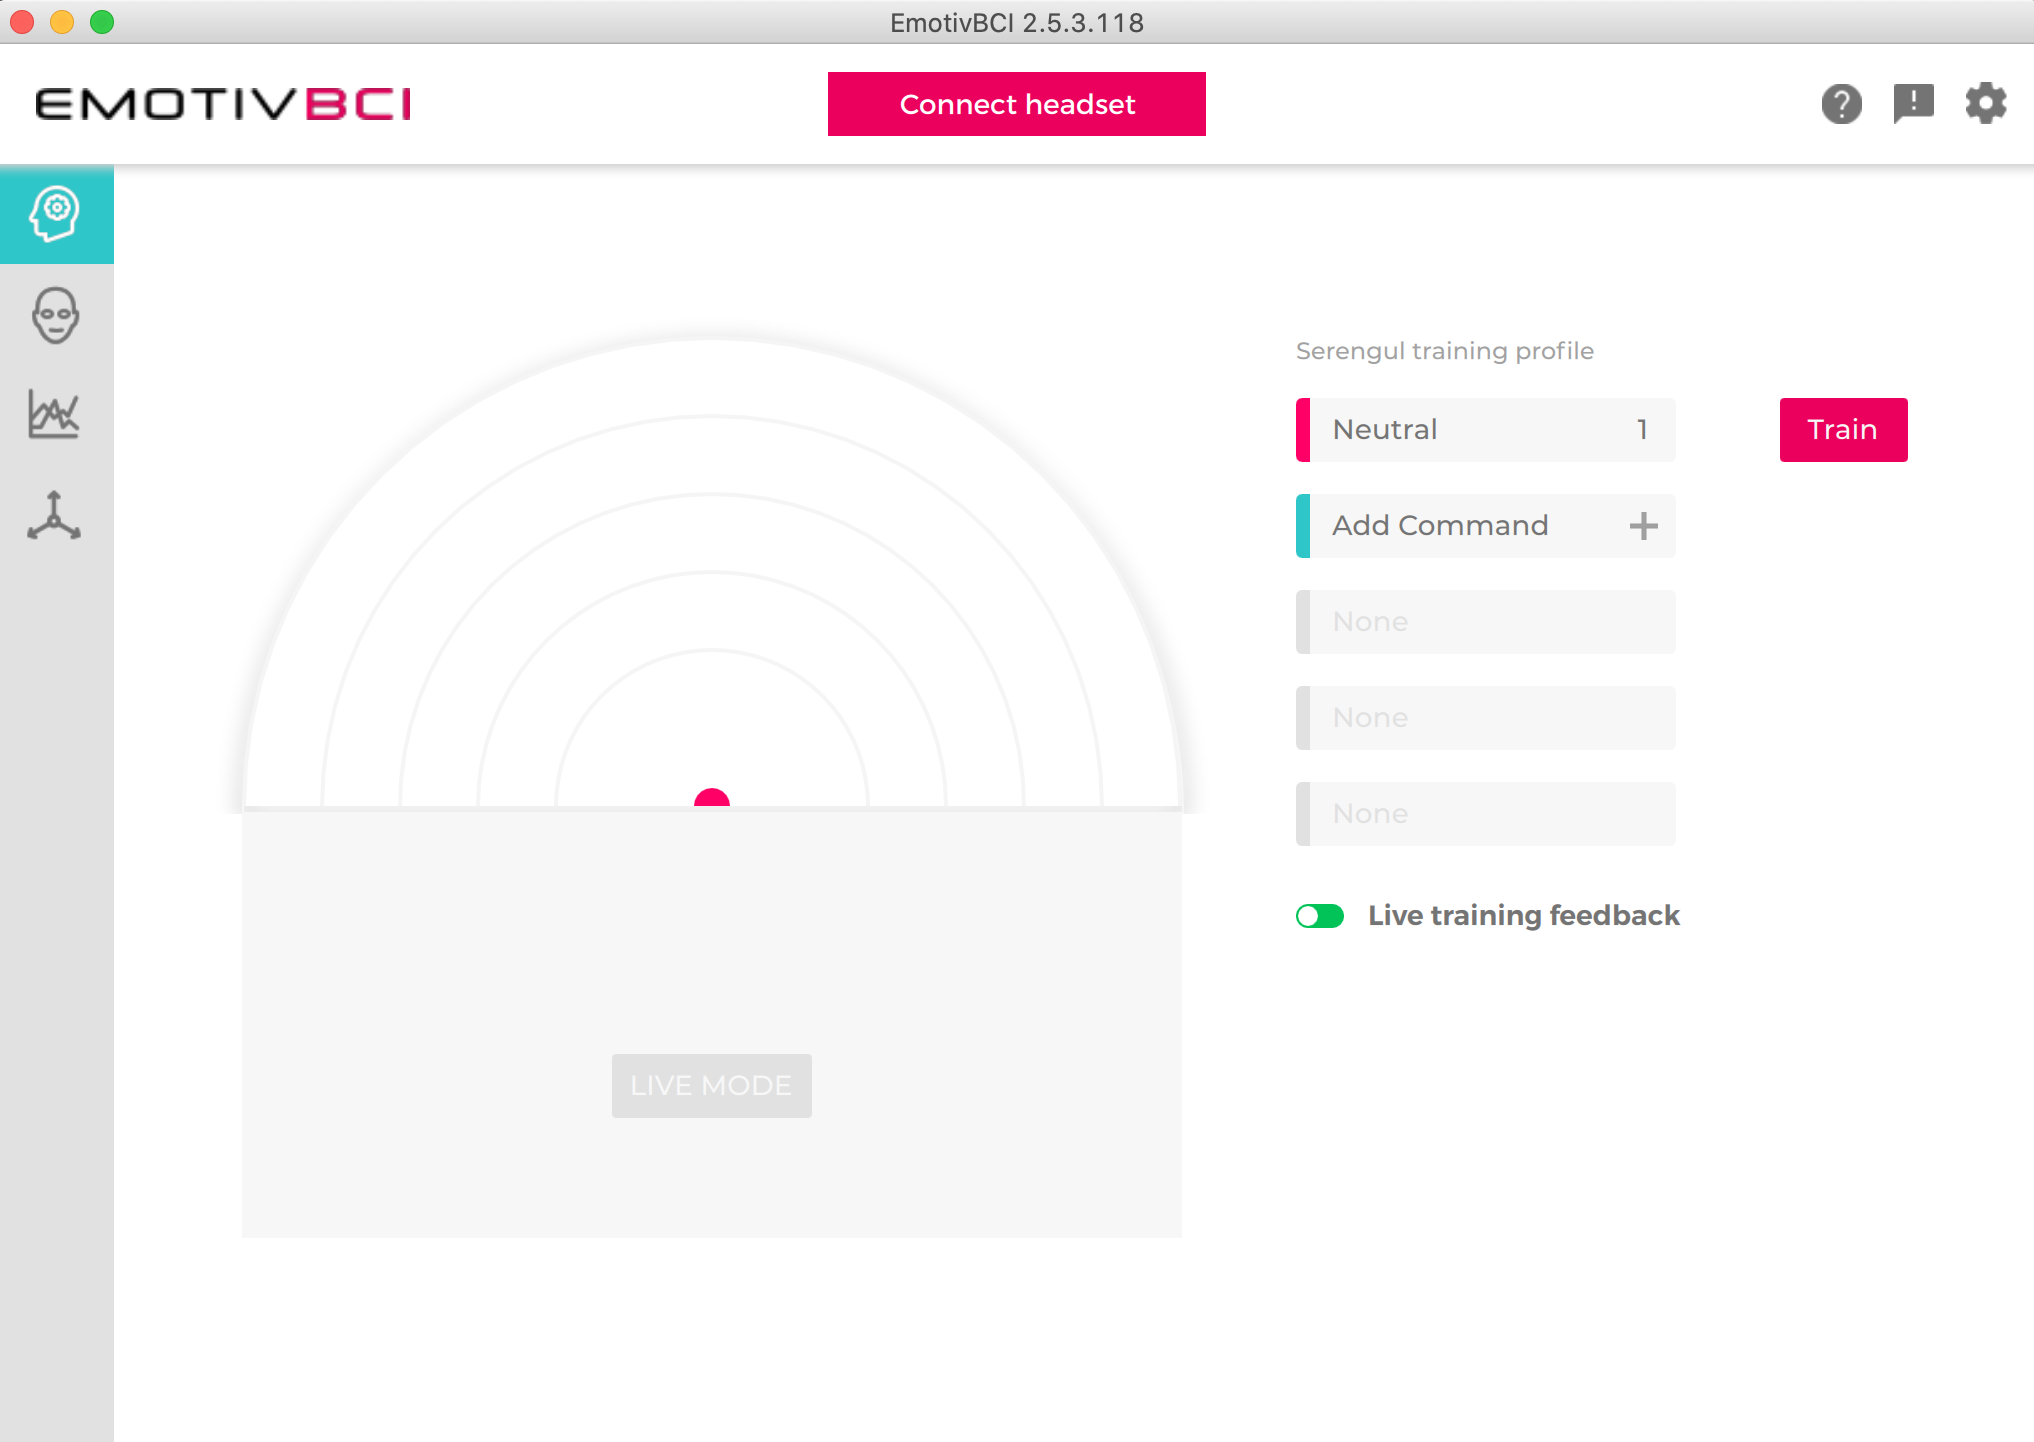 EmotivBCI 2.5.3.118
EMOTIVBCI
Connect headset
Serengul training profile
Neutral 1
Train
Add Command
None
None
None
Live training feedback
LIVE MODE